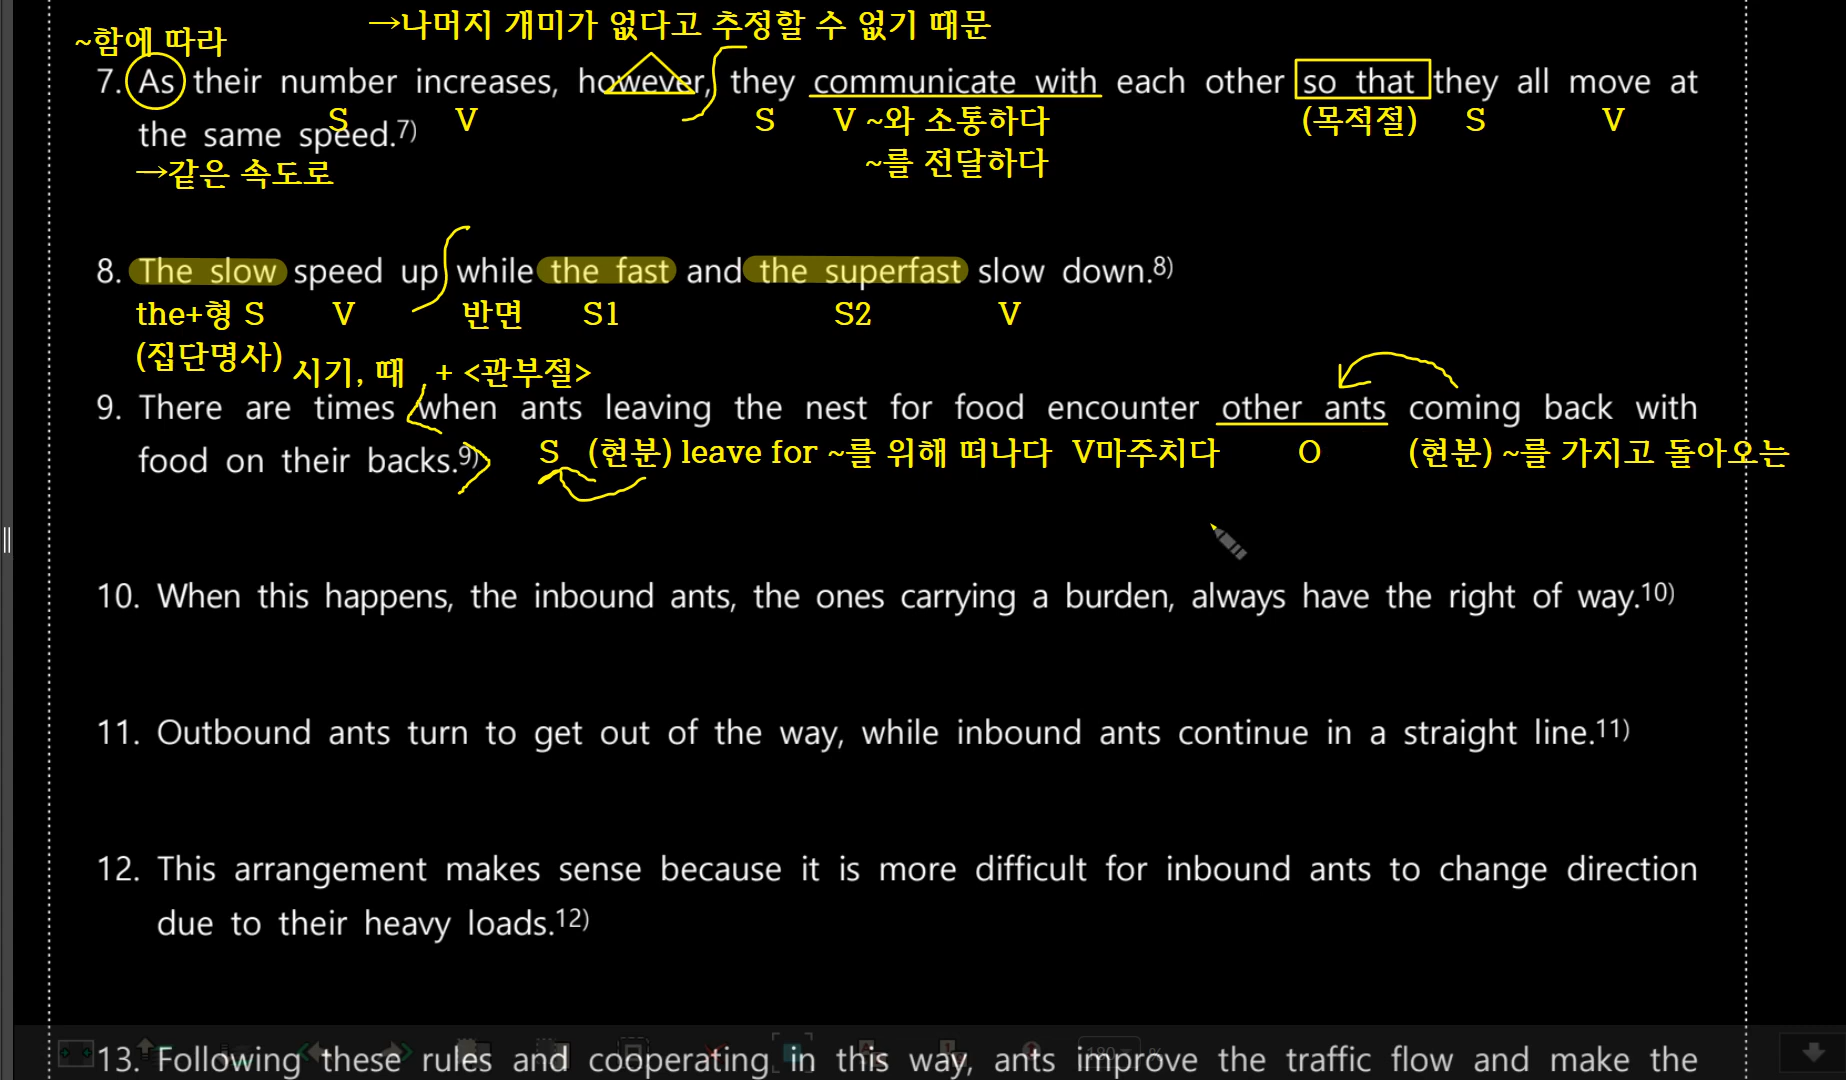 →나머지 개미가 없다고 추정할 수 없기 때문
~함에 따라
7. As their number increases, however, they communicate with each other so that they all move at
S V S V ~와 소통하다 (목적절) S V
the same speed.7)
~를 전달하다
→같은 속도로
8. The slow speed up while the fast and the superfast slow down.8)
the+형 S V 반면 S1 S2 V
(집단명사)
시기, 때 + <관부절>
9. There are times when ants leaving the nest for food encounter other ants coming back with
S (현분) leave for ~를 위해 떠나다 V마주치다 O (현분) ~를 가지고 돌아오는
food on their backs.9)
10. When this happens, the inbound ants, the ones carrying a burden, always have the right of way.10)
11. Outbound ants turn to get out of the way, while inbound ants continue in a straight line.11)
12. This arrangement makes sense because it is more difficult for inbound ants to change direction
due to their heavy loads.12)
13. Following these rules and cooperating in this way, ants improve the traffic flow and make the